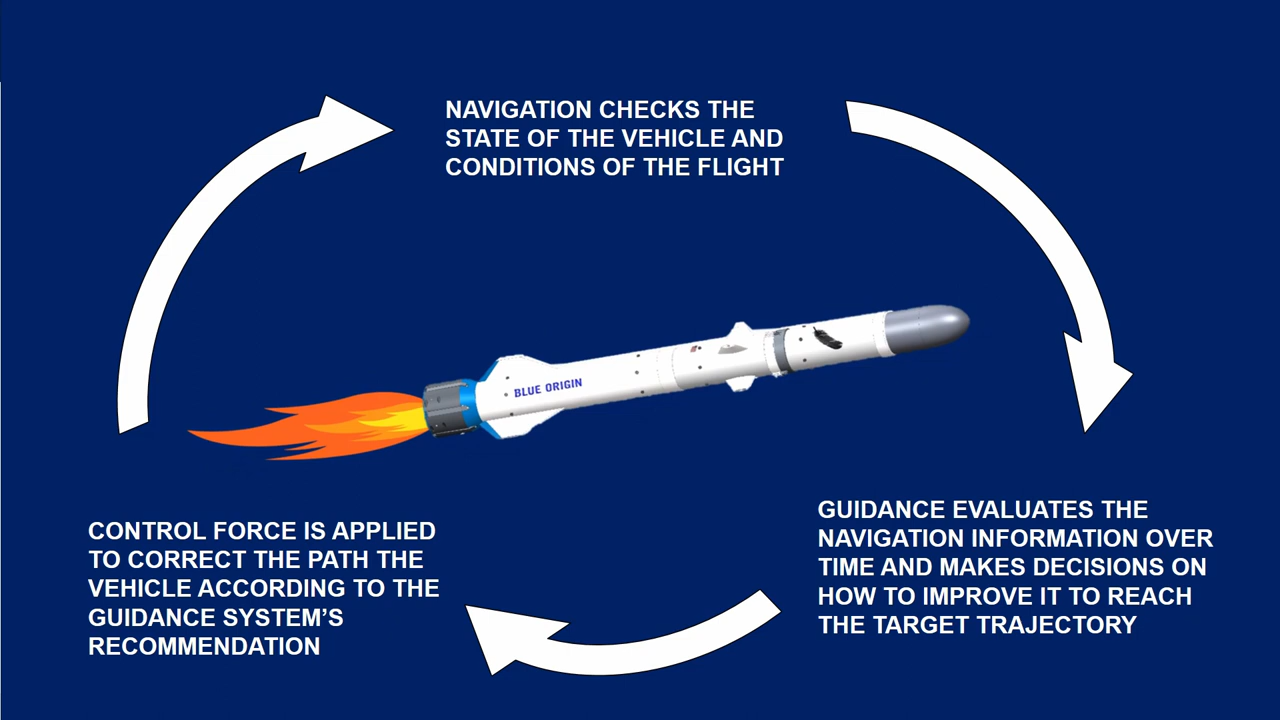 NAVIGATION CHECKS THE
STATE OF THE VEHICLE AND
CONDITIONS OF THE FLIGHT
BLUE ORIGIN
GUIDANCE EVALUATES THE
NAVIGATION INFORMATION OVER
TIME AND MAKES DECISIONS ON
HOW TO IMPROVE IT TO REACH
THE TARGET TRAJECTORY
CONTROL FORCE IS APPLIED
TO CORRECT THE PATH THE
VEHICLE ACCORDING TO THE
GUIDANCE SYSTEM’S
RECOMMENDATION